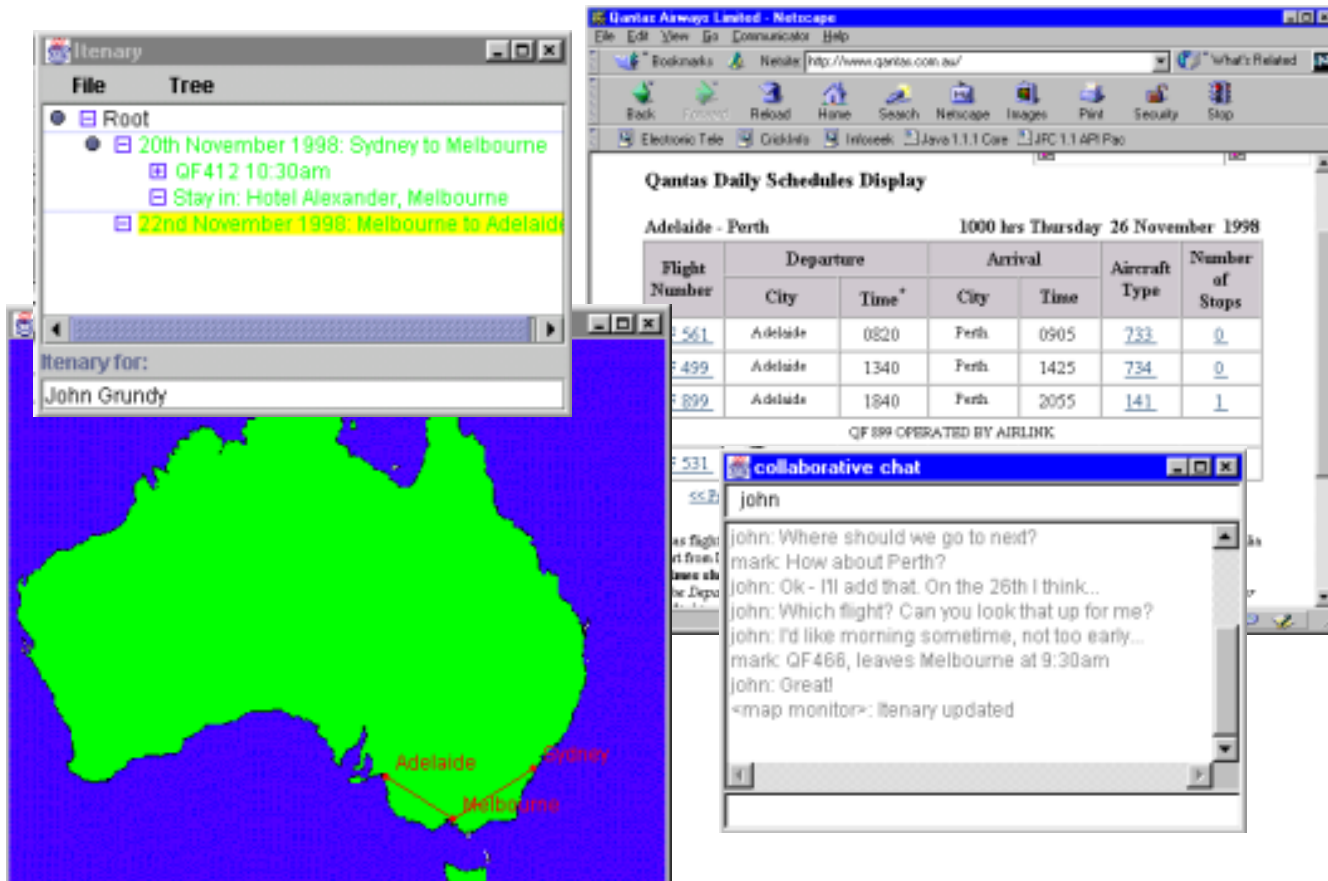 Itenary
File Tree
Root
20th November 1998: Sydney to Melbourne
QF412 10:30am
Stay in: Hotel Alexander, Melbourne
22nd November 1998: Melbourne to Adelaide
Itenary for:
John Grundy
Adelaide
Sydney
Melbourne
Qantas Airways Limited - Netscape
File Edit View Go Communicator Help
Bookmarks Netsite: http://www.qantas.com.au/ What's Related
Back Forward Reload Home Search Netscape Images Print Security Stop
Electronic Tele CrickInfo Infoseek Java 1.1.1 Core JFC 1.1 API Pac
Qantas Daily Schedules Display
Adelaide - Perth 1000 hrs Thursday 26 November 1998
Flight Number Departure Arrival Aircraft Type Number of Stops
City Time* City Time
561 Adelaide 0820 Perth 0905 733 0
499 Adelaide 1340 Perth 1425 734 0
899 Adelaide 1840 Perth 2055 141 1
QF 899 OPERATED BY AIRLINK
531
collaborative chat
john
john: Where should we go to next?
mark: How about Perth?
john: Ok - I'll add that. On the 26th I think...
john: Which flight? Can you look that up for me?
john: I'd like morning sometime, not too early...
mark: QF466, leaves Melbourne at 9:30am
john: Great!
<map monitor>: Itenary updated